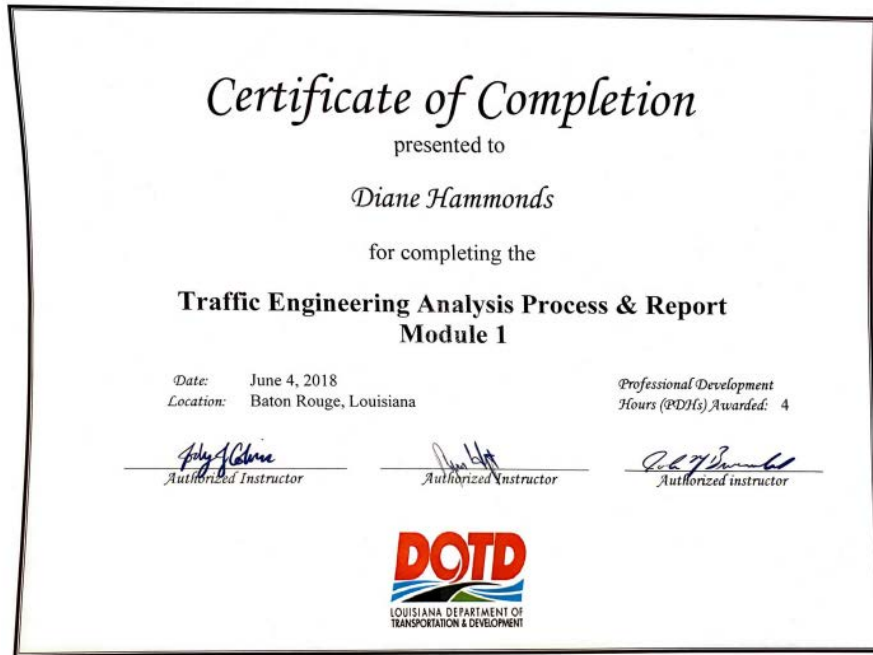 Certificate of Completion
presented to
Diane Hammonds
for completing the
Traffic Engineering Analysis Process & Report
Module 1
Date: June 4, 2018
Location: Baton Rouge, Louisiana
Professional Development
Hours (PDHs) Awarded: 4
Authorized Instructor
Authorized Instructor
Authorized instructor
DOTD
LOUISIANA DEPARTMENT OF
TRANSPORTATION & DEVELOPMENT